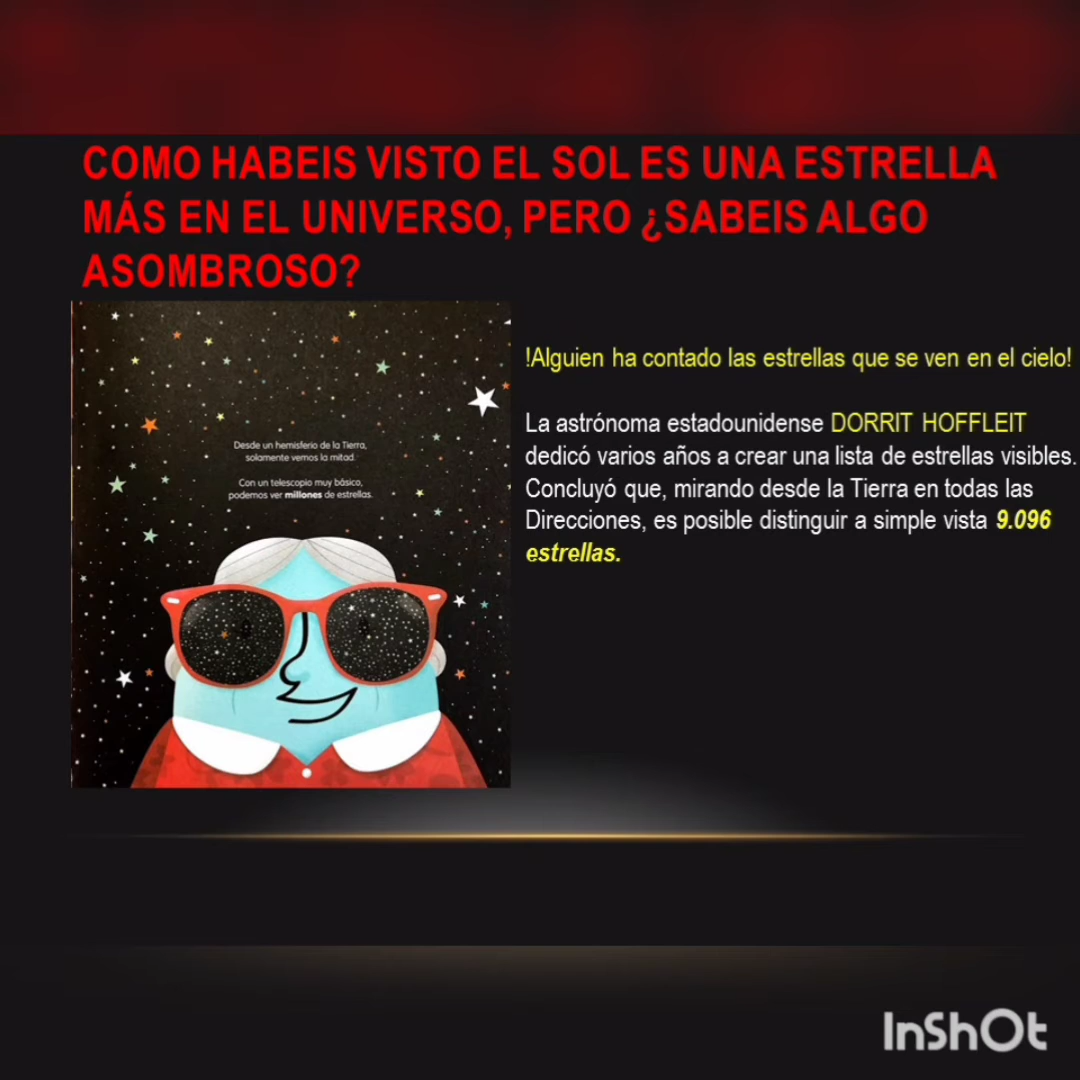 COMO HABEIS VISTO EL SOL ES UNA ESTRELLA
MÁS EN EL UNIVERSO, PERO ¿SABEIS ALGO
ASOMBROSO?
Desde un hemisferio de la Tierra,
solamente vemos la mitad.
Con un telescopio muy básico,
podemos ver millones de estrellas.
!Alguien ha contado las estrellas que se ven en el cielo!
La astrónoma estadounidense DORRIT HOFFLEIT
dedicó varios años a crear una lista de estrellas visibles.
Concluyó que, mirando desde la Tierra en todas las
Direcciones, es posible distinguir a simple vista 9.096
estrellas.
InShOt